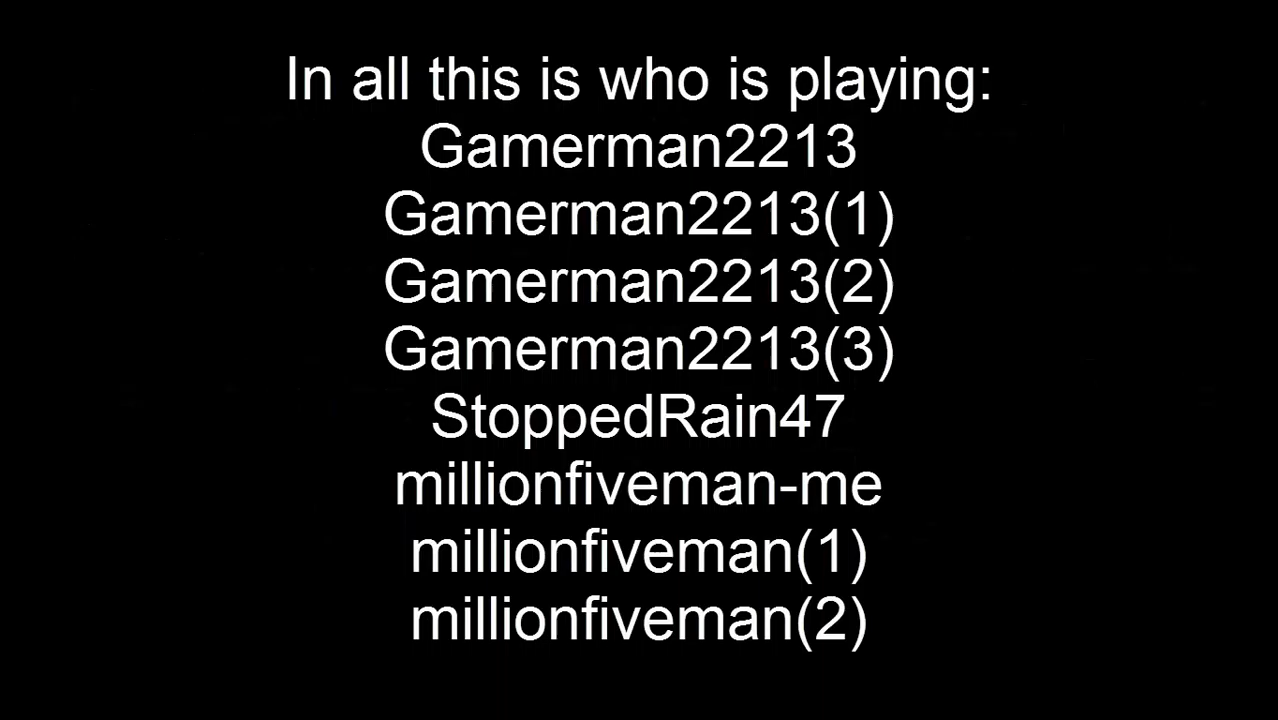 In all this is who is playing:
Gamerman2213
Gamerman2213(1)
Gamerman2213(2)
Gamerman2213(3)
StoppedRain47
millionfiveman-me
millionfiveman(1)
millionfiveman(2)